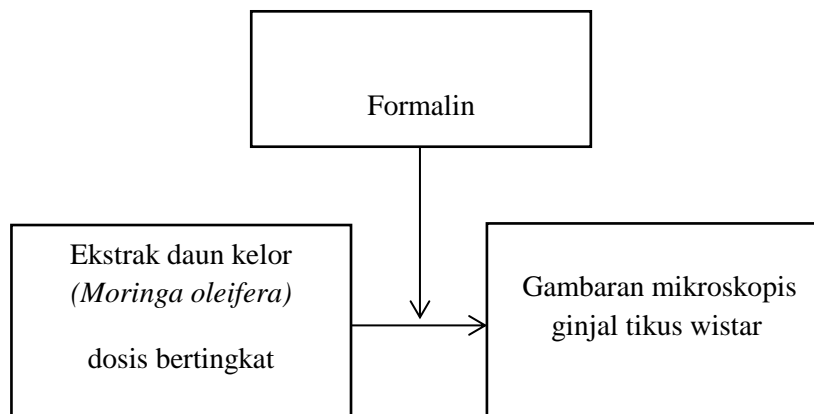 Formalin
Ekstrak daun kelor
(Moringa oleifera)
dosis bertingkat
Gambaran mikroskopis
ginjal tikus wistar